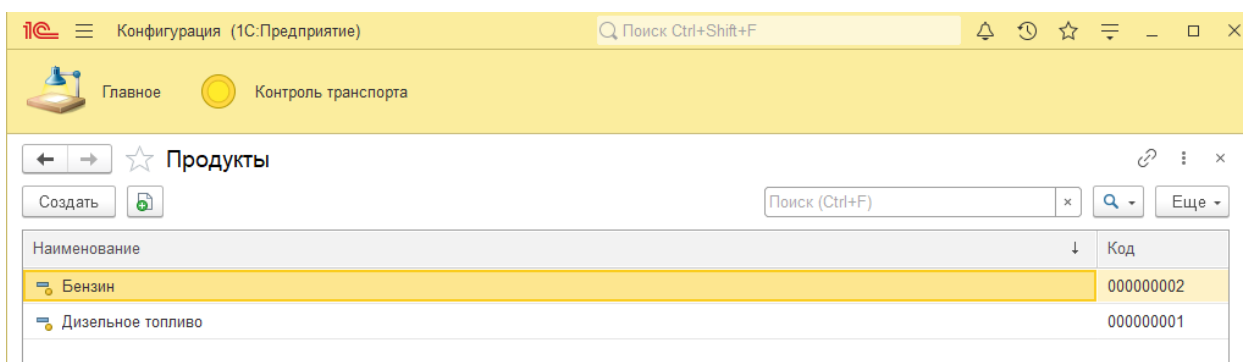 1С Конфигурация (1С:Предприятие) Поиск Ctrl+Shift+F
Главное Контроль транспорта
Продукты
Создать Поиск (Ctrl+F) × Еще
Наименование ↓ Код
Бензин 000000002
Дизельное топливо 000000001